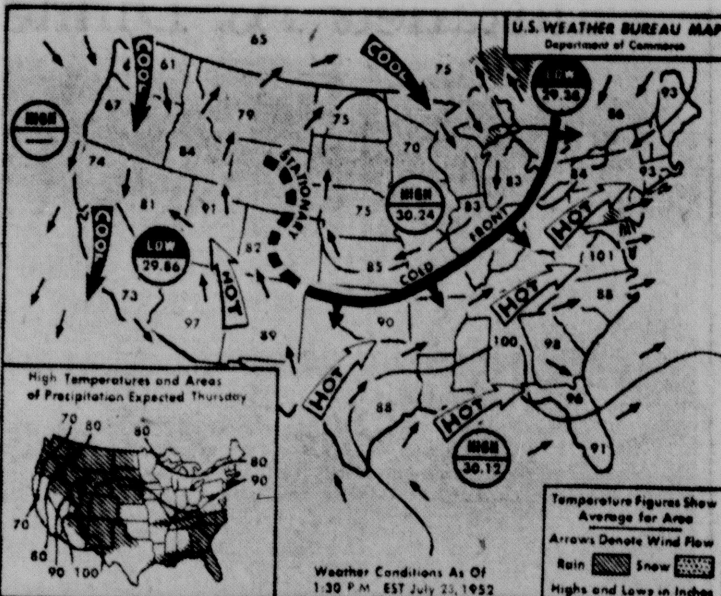 U.S. WEATHER BUREAU MAP
Department of Commerce
65
COOL
61
67
COOL
75
LOW
29.38
93
86
HIGH
79
75
70
84
STATIONARY
74
83
84
93
81
91
75
HIGH
30.24
83
HOT
COOL
LOW
29.86
82
85
COLD FRONT
101
73
HOT
HOT
88
97
89
90
100
98
HOT
88
HOT
96
HIGH
30.12
91
High Temperatures and Areas
of Precipitation Expected Thursday
70
80
80
80
90
70
80
90
100
Weather Conditions As Of
1:30 P.M. EST July 23, 1952
Temperature Figures Show
Average for Area
Arrows Denote Wind Flow
Rain
Snow
Highs and Lows in Inches